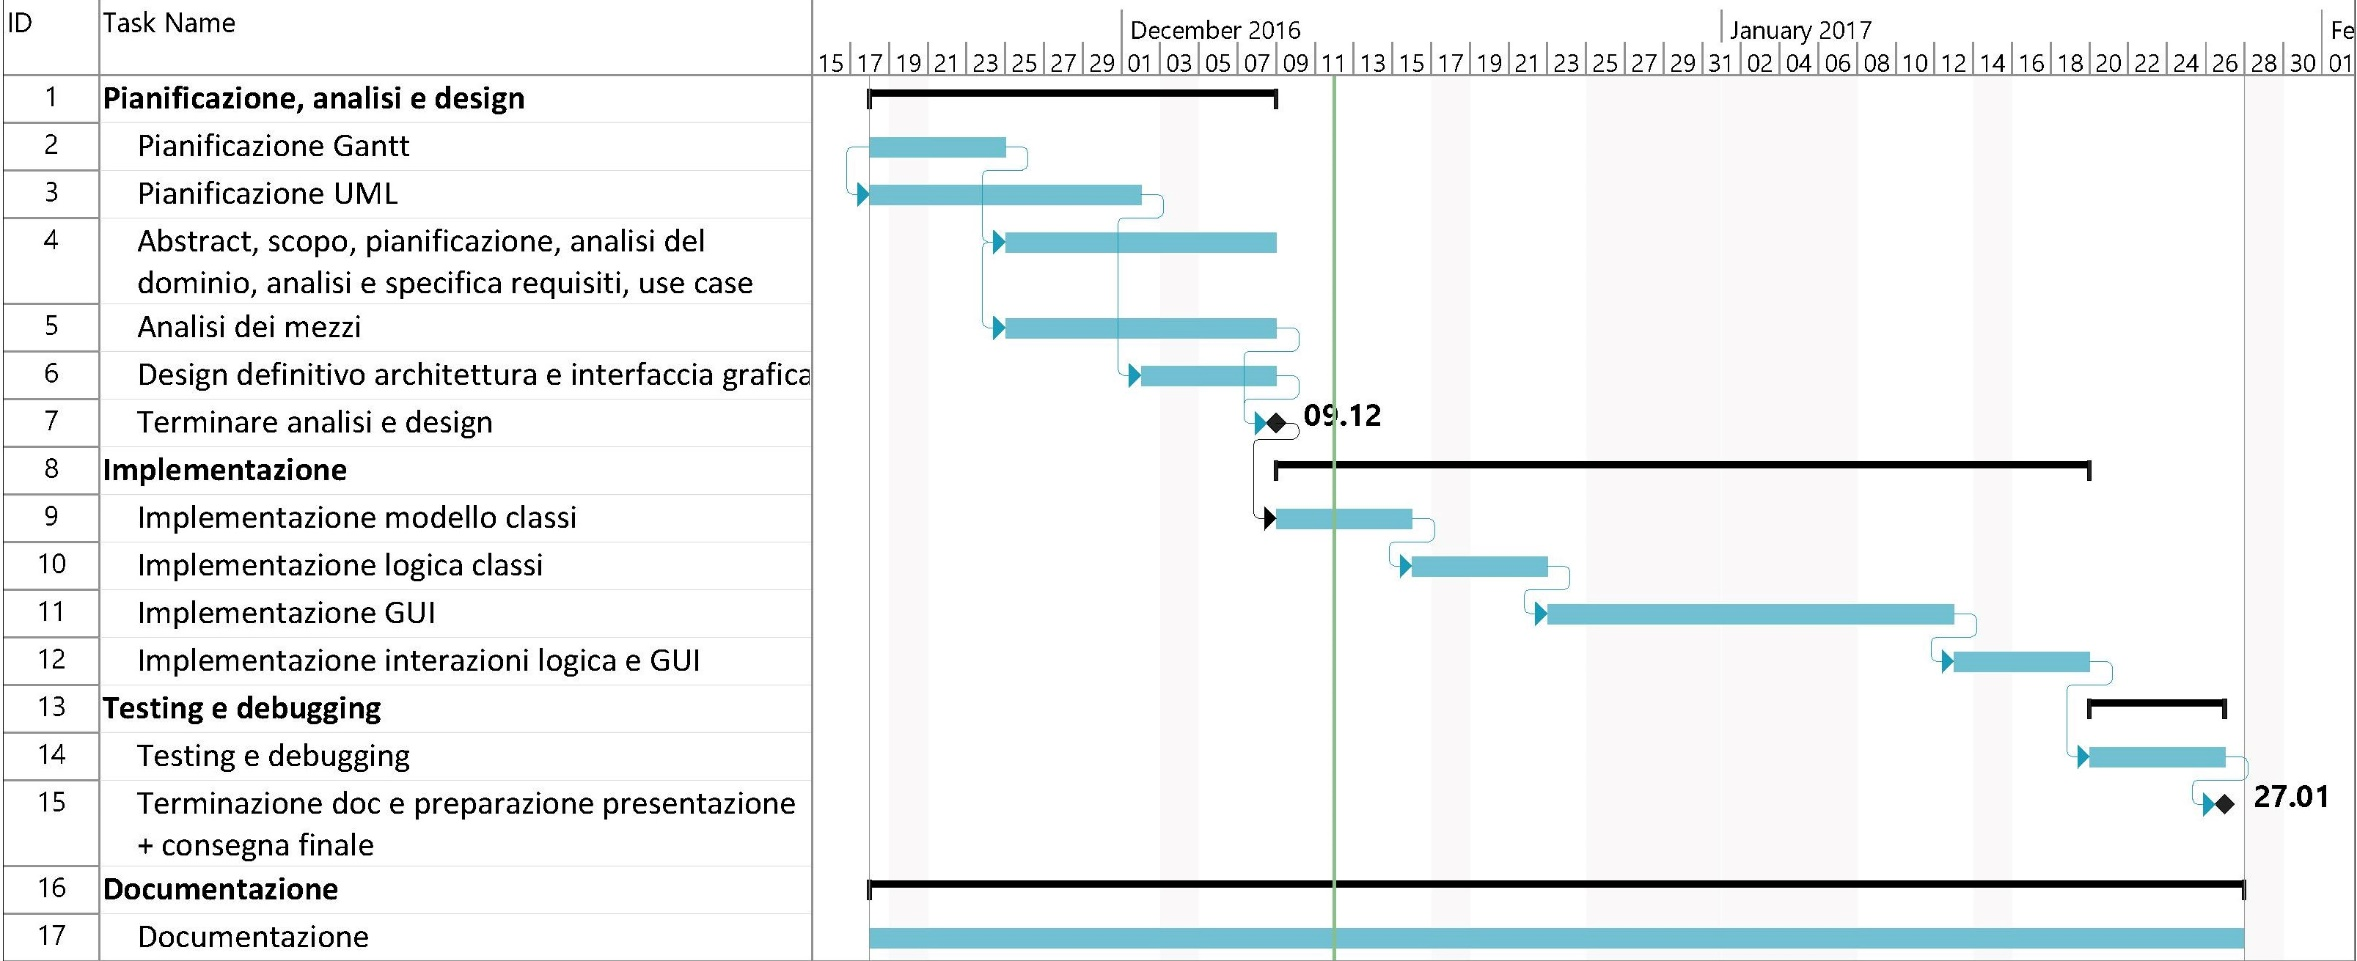 ID Task Name December 2016 January 2017 Fe
15 17 19 21 23 25 27 29 01 03 05 07 09 11 13 15 17 19 21 23 25 27 29 31 02 04 06 08 10 12 14 16 18 20 22 24 26 28 30 01
1 Pianificazione, analisi e design
2 Pianificazione Gantt
3 Pianificazione UML
4 Abstract, scopo, pianificazione, analisi del
dominio, analisi e specifica requisiti, use case
5 Analisi dei mezzi
6 Design definitivo architettura e interfaccia grafica
7 Terminare analisi e design 09.12
8 Implementazione
9 Implementazione modello classi
10 Implementazione logica classi
11 Implementazione GUI
12 Implementazione interazioni logica e GUI
13 Testing e debugging
14 Testing e debugging
15 Terminazione doc e preparazione presentazione 27.01
+ consegna finale
16 Documentazione
17 Documentazione